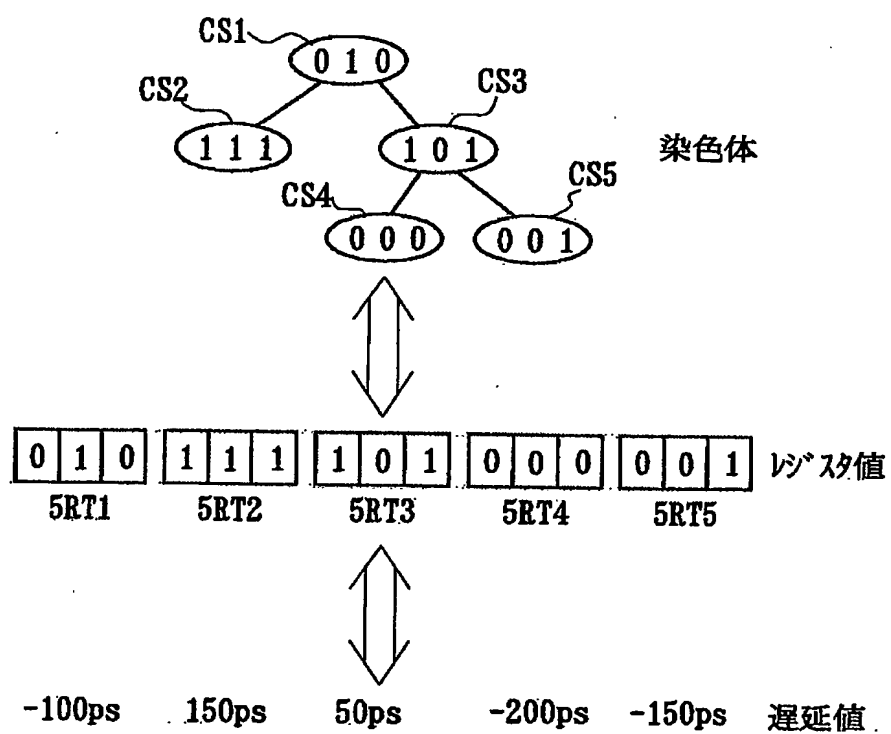 CS1
0 1 0
CS2
CS3
1 1 1
1 0 1
染色体
CS4
CS5
0 0 0
0 0 1
0 1 0 1 1 1 1 0 1 0 0 0 0 0 1 ﾚｼﾞｽﾀ値
5RT1 5RT2 5RT3 5RT4 5RT5
-100ps 150ps 50ps -200ps -150ps 遅延値